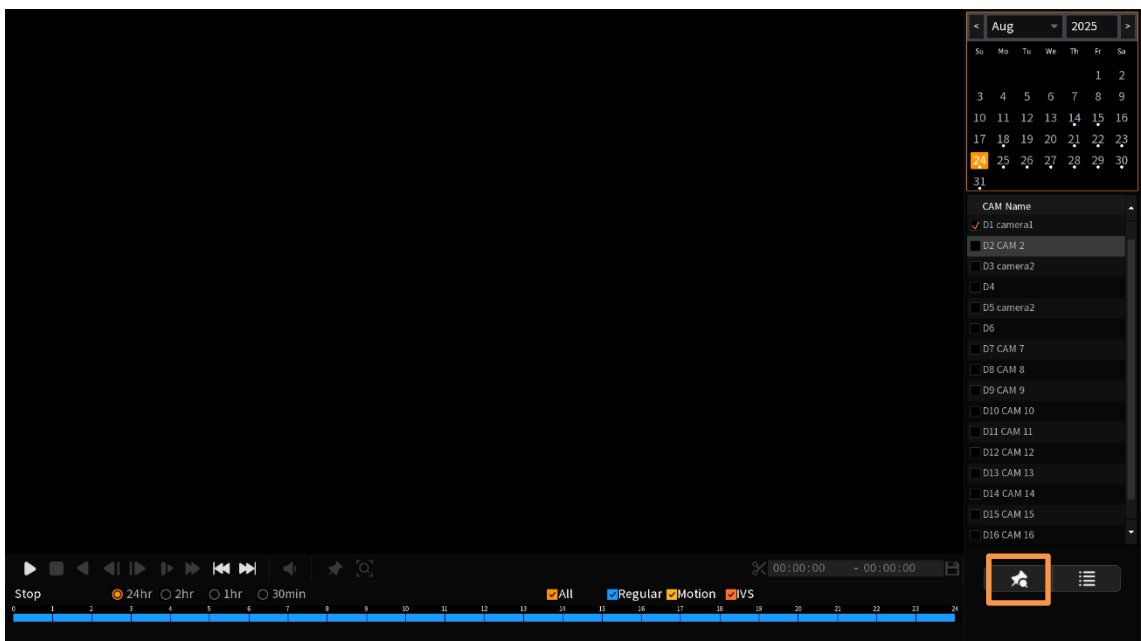 < Aug 2025 >
Su Mo Tu We Th Fr Sa
1 2
3 4 5 6 7 8 9
10 11 12 13 14 15 16
17 18 19 20 21 22 23
24 25 26 27 28 29 30
31
CAM Name
D1 camera1
D2 CAM 2
D3 camera2
D4
D5 camera2
D6
D7 CAM 7
D8 CAM 8
D9 CAM 9
D10 CAM 10
D11 CAM 11
D12 CAM 12
D13 CAM 13
D14 CAM 14
D15 CAM 15
D16 CAM 16
00:00:00 - 00:00:00
Stop 24hr 2hr 1hr 30min All Regular Motion IVS
0 1 2 3 4 5 6 7 8 9 10 11 12 13 14 15 16 17 18 19 20 21 22 23 24